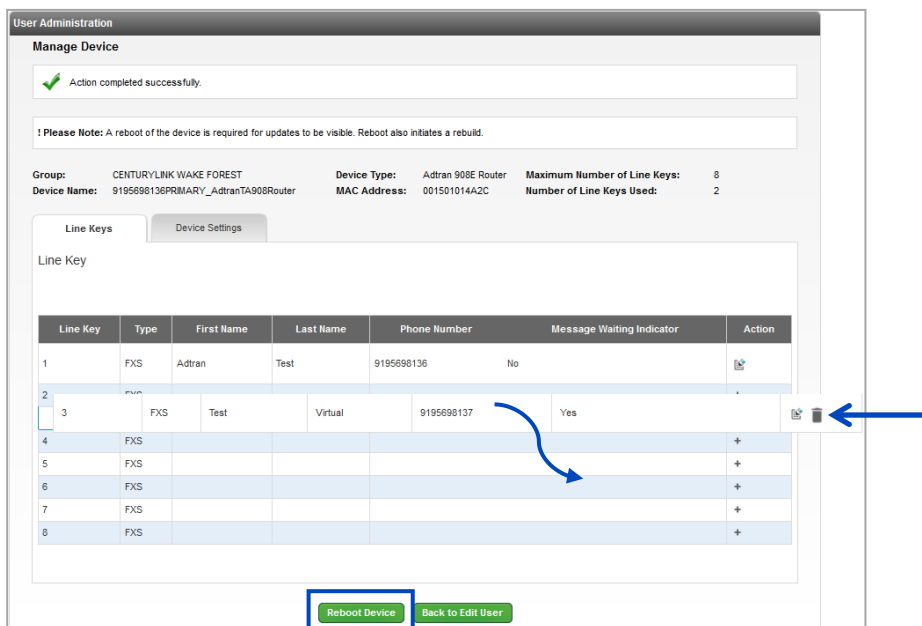 User Administration
Manage Device
Action completed successfully.
! Please Note: A reboot of the device is required for updates to be visible. Reboot also initiates a rebuild.
Group: CENTURYLINK WAKE FOREST Device Type: Adtran 908E Router Maximum Number of Line Keys: 8
Device Name: 9195698136PRIMARY_AdtranTA908Router MAC Address: 001501014A2C Number of Line Keys Used: 2
Line Keys Device Settings
Line Key
Line Key Type First Name Last Name Phone Number Message Waiting Indicator Action
1 FXS Adtran Test 9195698136 No
2
3 FXS Test Virtual 9195698137 Yes
4 FXS +
5 FXS +
6 FXS +
7 FXS +
8 FXS +
Reboot Device Back to Edit User